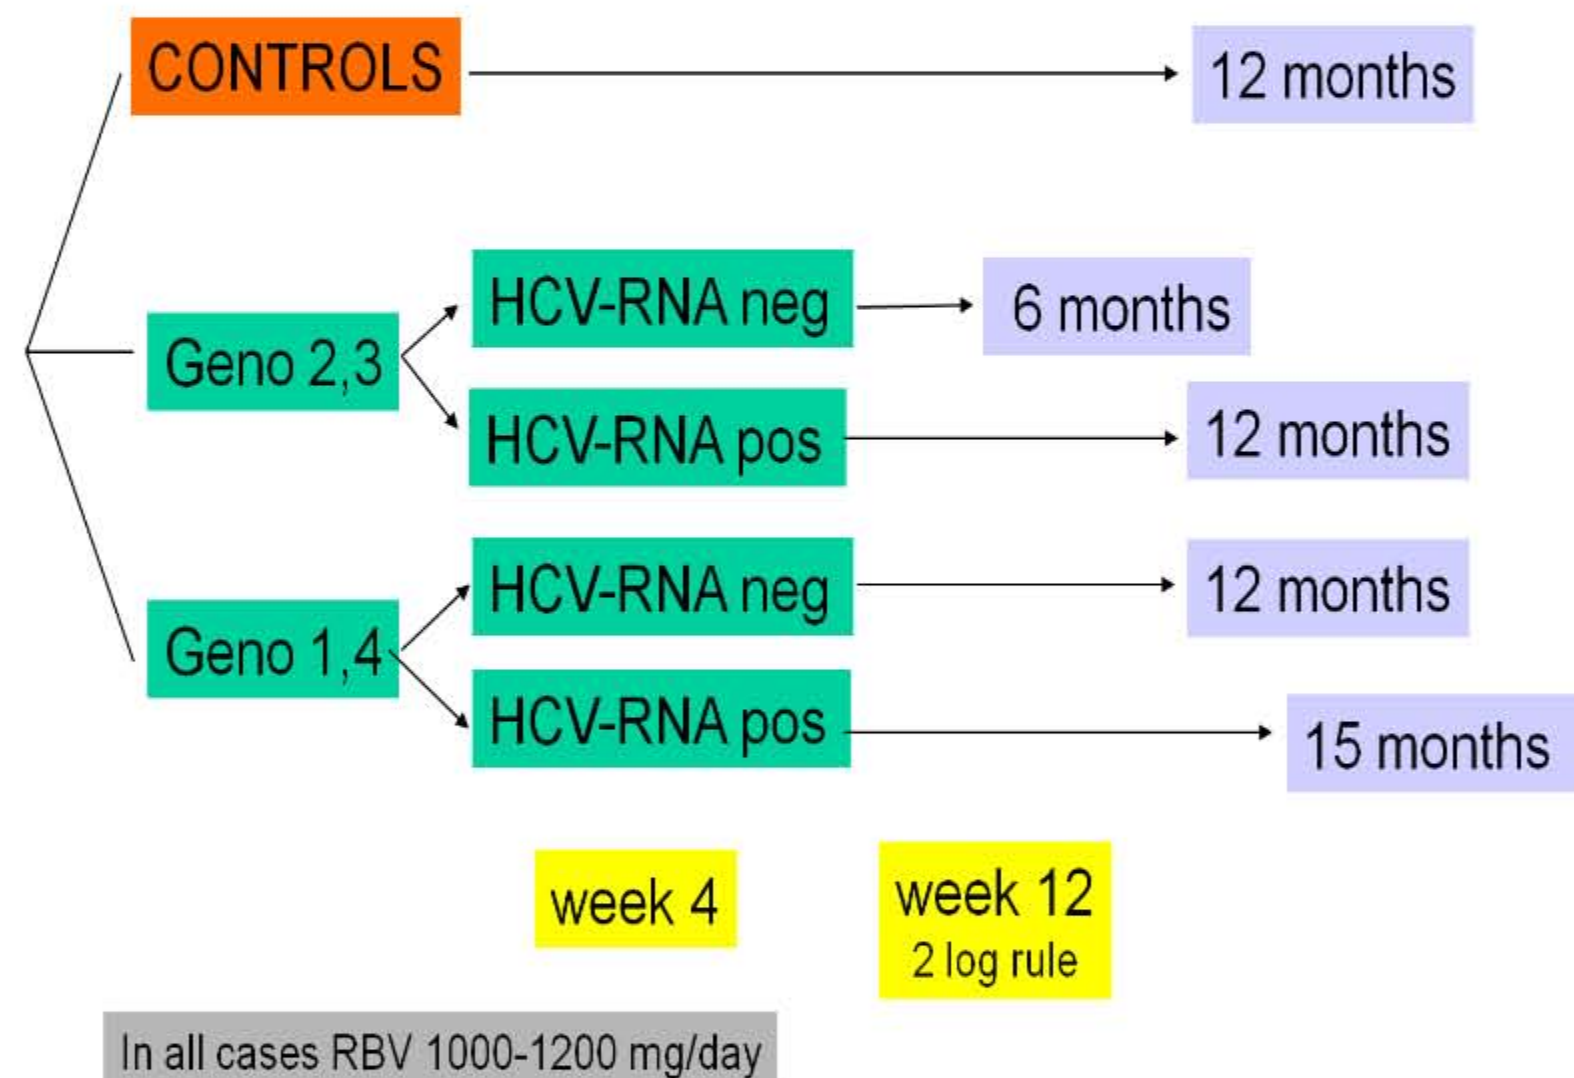 CONTROLS
12 months
HCV-RNA neg
6 months
Geno 2,3
HCV-RNA pos
12 months
HCV-RNA neg
12 months
Geno 1,4
HCV-RNA pos
15 months
week 4
week 12
2 log rule
In all cases RBV 1000-1200 mg/day